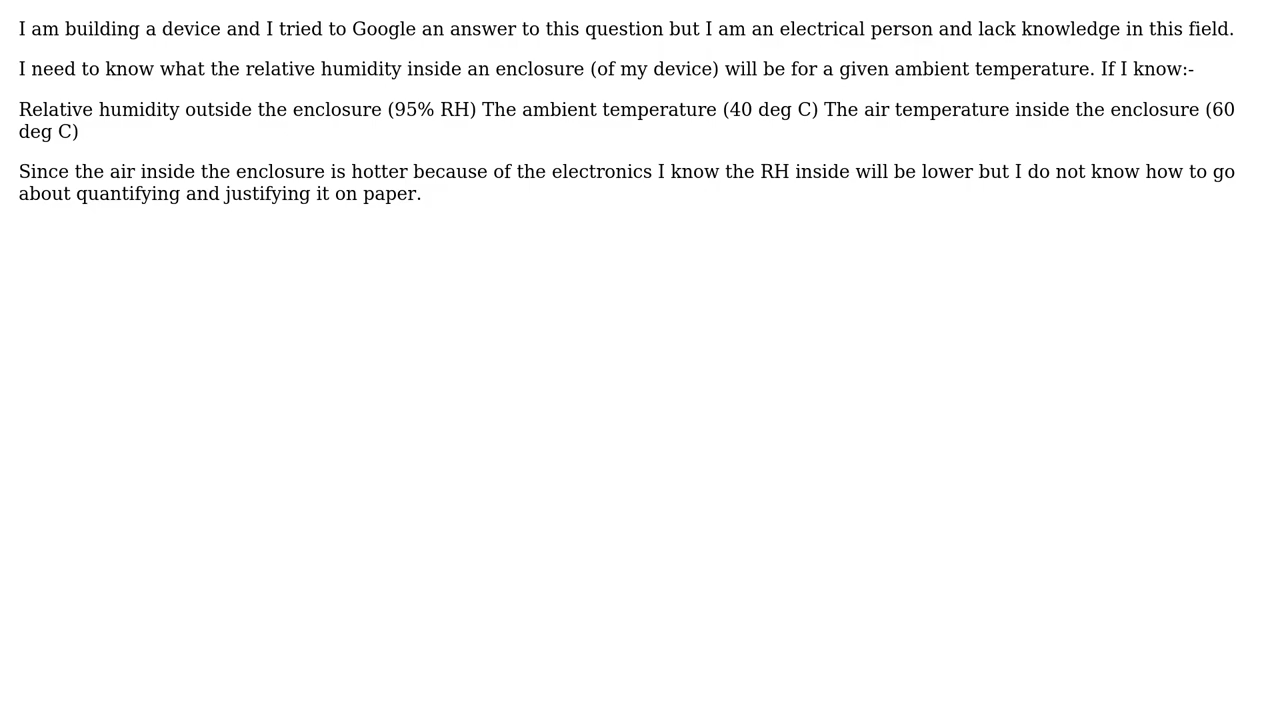 I am building a device and I tried to Google an answer to this question but I am an electrical person and lack knowledge in this field.
I need to know what the relative humidity inside an enclosure (of my device) will be for a given ambient temperature. If I know:-
Relative humidity outside the enclosure (95% RH) The ambient temperature (40 deg C) The air temperature inside the enclosure (60
deg C)
Since the air inside the enclosure is hotter because of the electronics I know the RH inside will be lower but I do not know how to go
about quantifying and justifying it on paper.